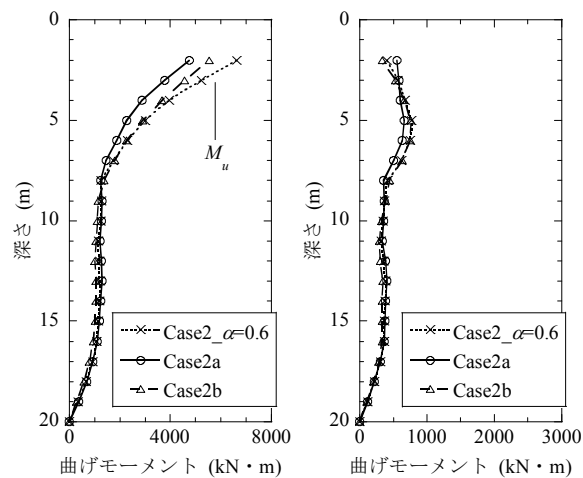 0
5
10
15
20
深さ (m)
M_u
Case2_α=0.6
Case2a
Case2b
0 4000 8000
曲げモーメント (kN・m)
0
5
10
15
20
深さ (m)
Case2_α=0.6
Case2a
Case2b
0 1000 2000 3000
曲げモーメント (kN・m)